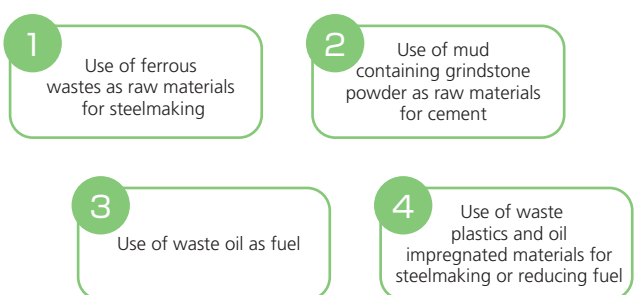 1
Use of ferrous
wastes as raw materials
for steelmaking
2
Use of mud
containing grindstone
powder as raw materials
for cement
3
Use of waste oil as fuel
4
Use of waste
plastics and oil
impregnated materials for
steelmaking or reducing fuel